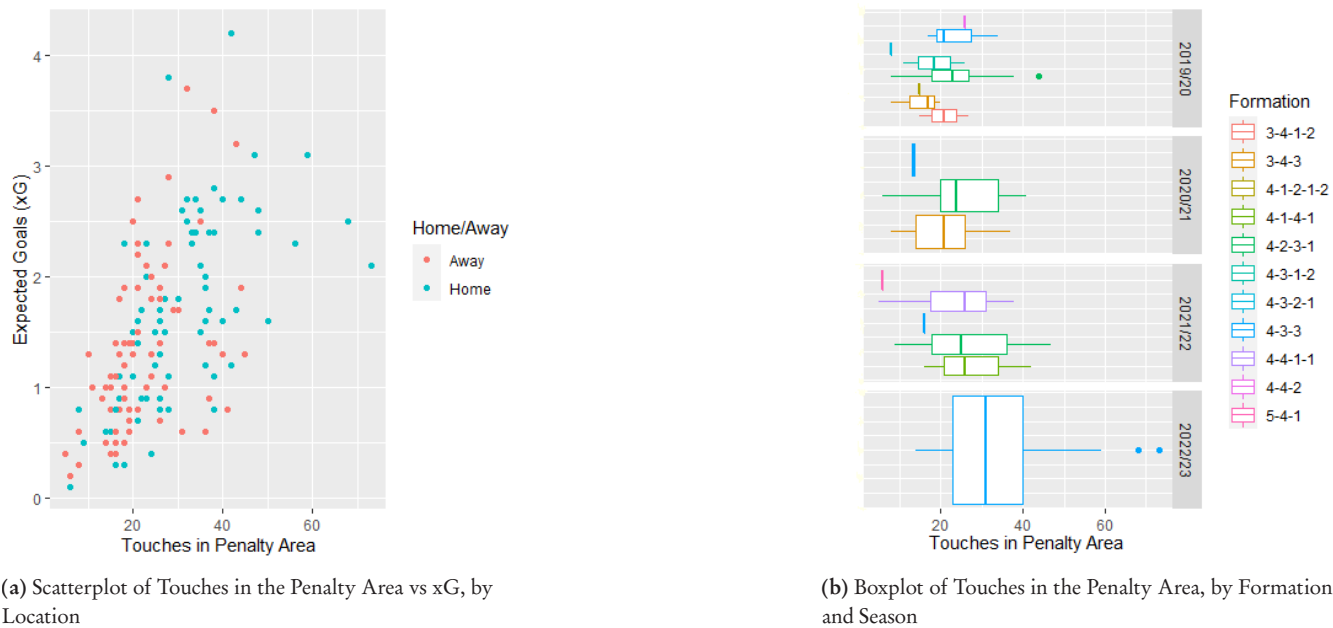 4
3
2
1
0
Expected Goals (xG)
20 40 60
Touches in Penalty Area
Home/Away
Away
Home
(a) Scatterplot of Touches in the Penalty Area vs xG, by
Location
2019/20
2020/21
2021/22
2022/23
20 40 60
Touches in Penalty Area
Formation
3-4-1-2
3-4-3
4-1-2-1-2
4-1-4-1
4-2-3-1
4-3-1-2
4-3-2-1
4-3-3
4-4-1-1
4-4-2
5-4-1
(b) Boxplot of Touches in the Penalty Area, by Formation
and Season